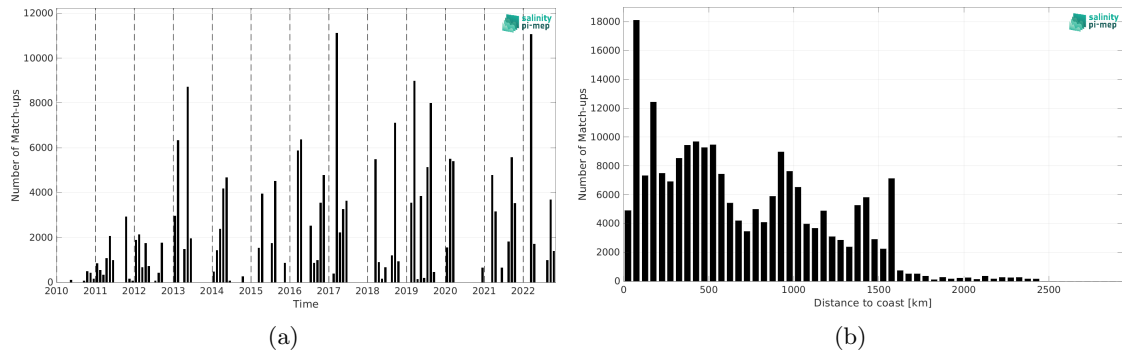 12000
10000
8000
6000
4000
2000
0
Number of Match-ups
2010 2011 2012 2013 2014 2015 2016 2017 2018 2019 2020 2021 2022
Time
salinity
pi-mep
(a)
18000
16000
14000
12000
10000
8000
6000
4000
2000
0
Number of Match-ups
0 500 1000 1500 2000 2500
Distance to coast [km]
salinity
pi-mep
(b)